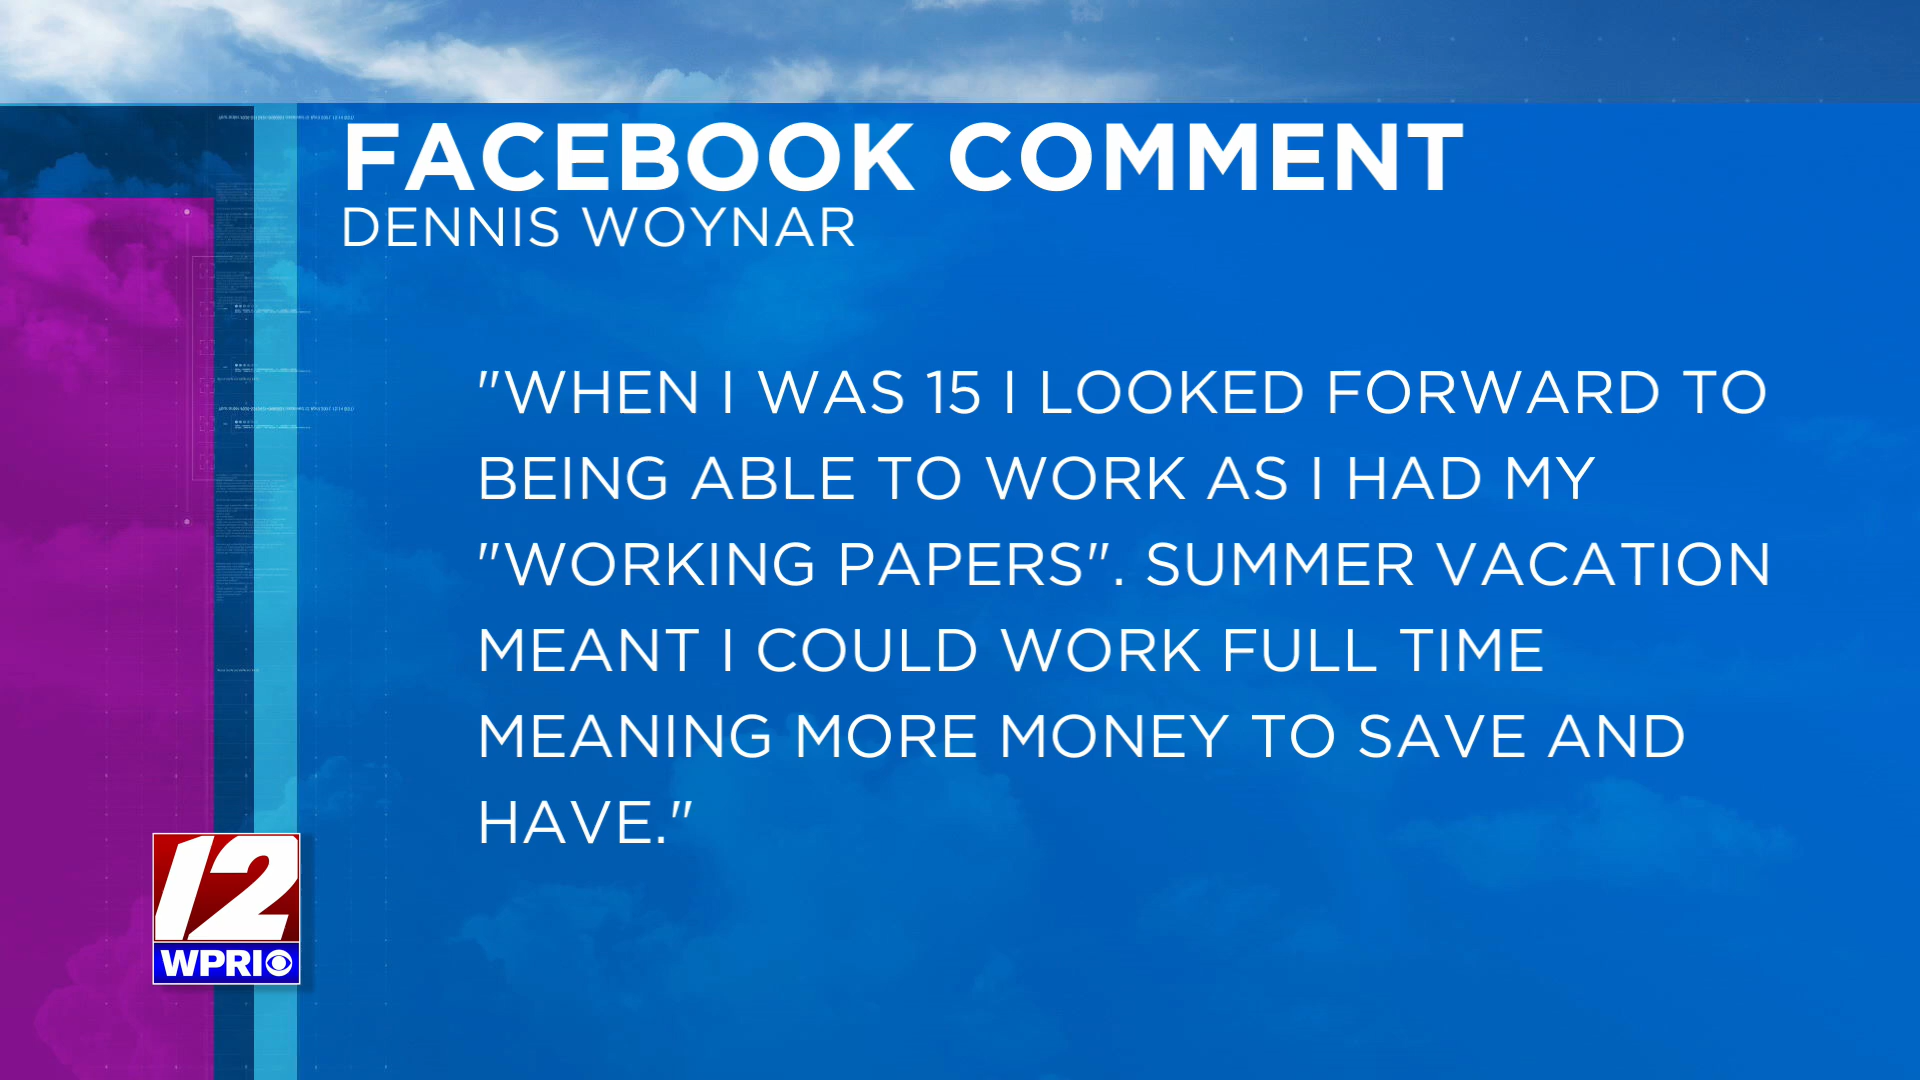 FACEBOOK COMMENT
DENNIS WOYNAR
"WHEN I WAS 15 I LOOKED FORWARD TO
BEING ABLE TO WORK AS I HAD MY
"WORKING PAPERS". SUMMER VACATION
MEANT I COULD WORK FULL TIME
MEANING MORE MONEY TO SAVE AND
HAVE."
12
WPRI